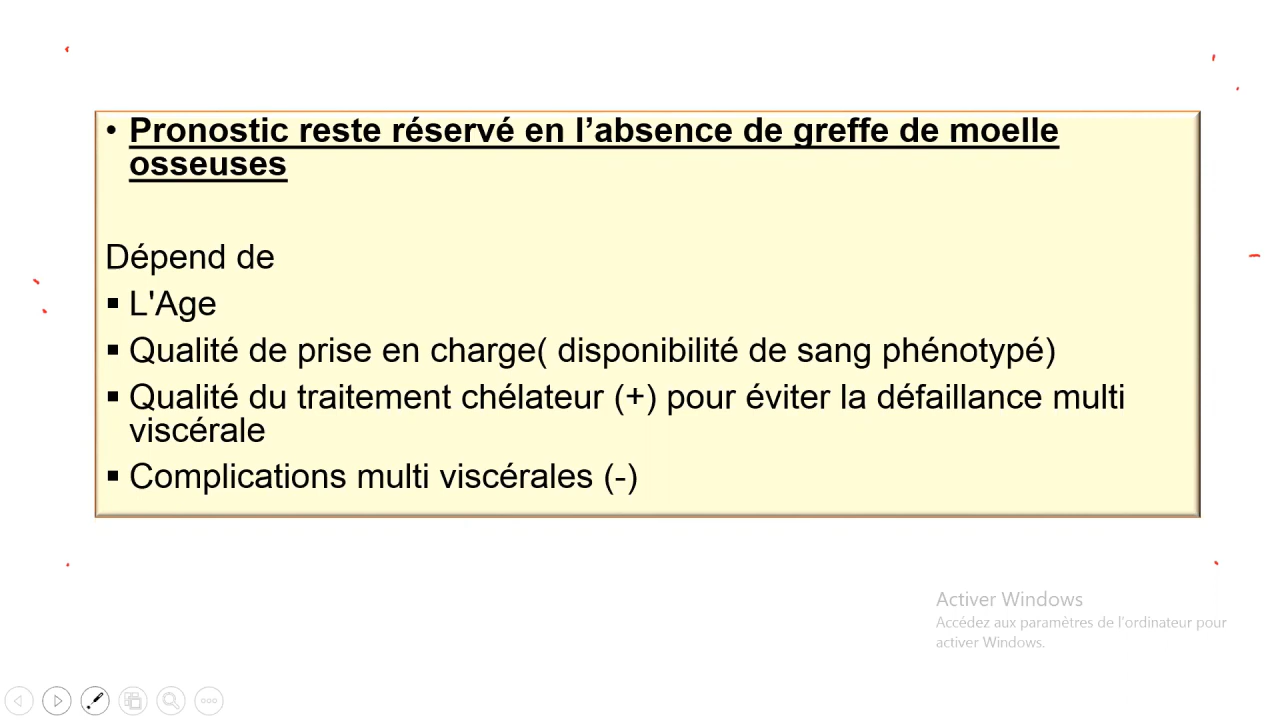 • Pronostic reste réservé en l’absence de greffe de moelle
osseuses
Dépend de
▪ L'Age
▪ Qualité de prise en charge( disponibilité de sang phénotypé)
▪ Qualité du traitement chélateur (+) pour éviter la défaillance multi
viscérale
▪ Complications multi viscérales (-)
Activer Windows
Accédez aux paramètres de l'ordinateur pour
activer Windows.